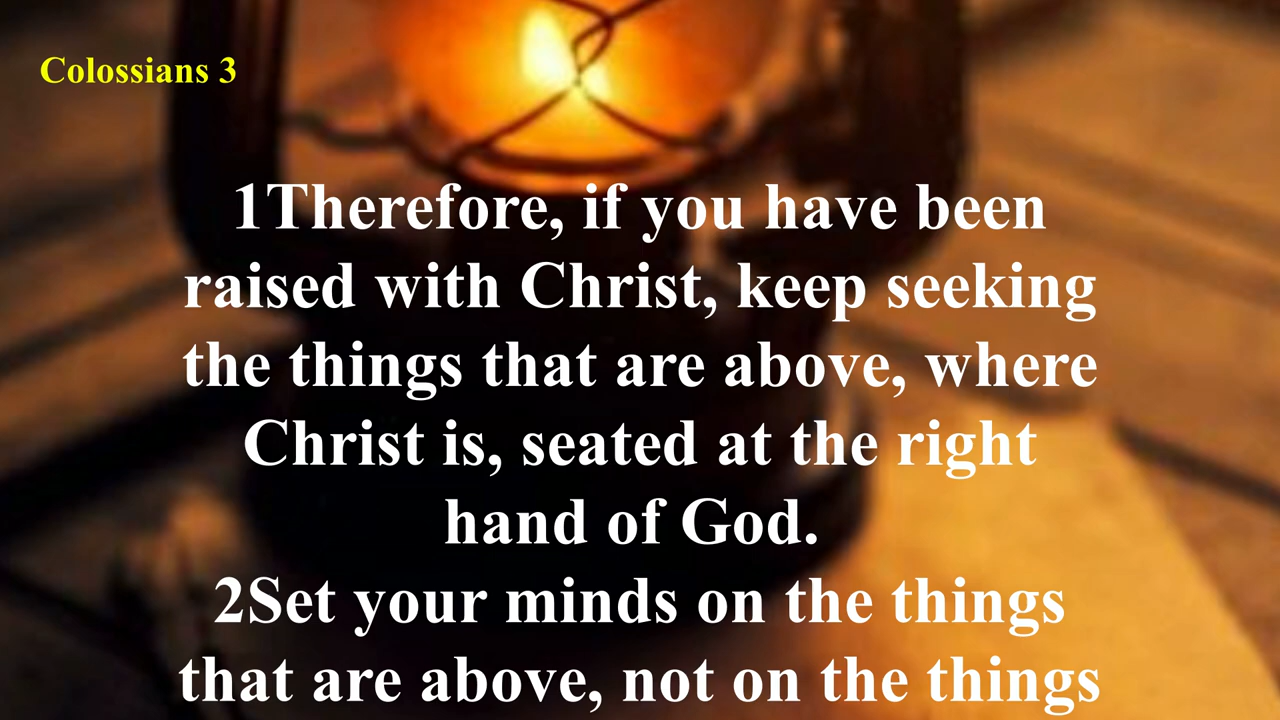 Colossians 3
1Therefore, if you have been
raised with Christ, keep seeking
the things that are above, where
Christ is, seated at the right
hand of God.
2Set your minds on the things
that are above, not on the things